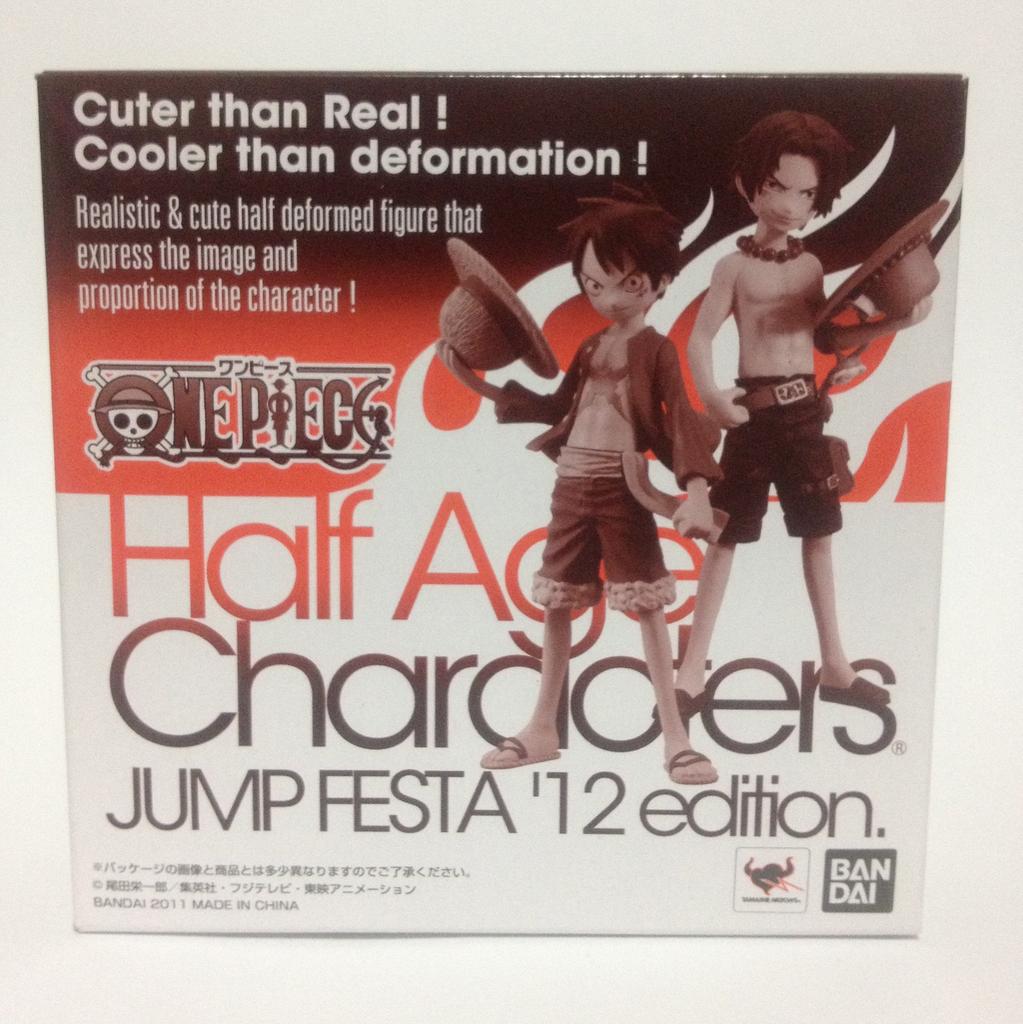 Cuter than Real !
Cooler than deformation !
Realistic & cute half deformed figure that
express the image and
proportion of the character !
ワンピース
ONE PIECE
Half Age
Characters®
JUMP FESTA '12 edition.
※パッケージの画像と商品とは多少異なりますのでご了承ください。
© 尾田栄一郎／集英社・フジテレビ・東映アニメーション
BANDAI 2011 MADE IN CHINA
TAMASHII NATIONS
BAN
DAI